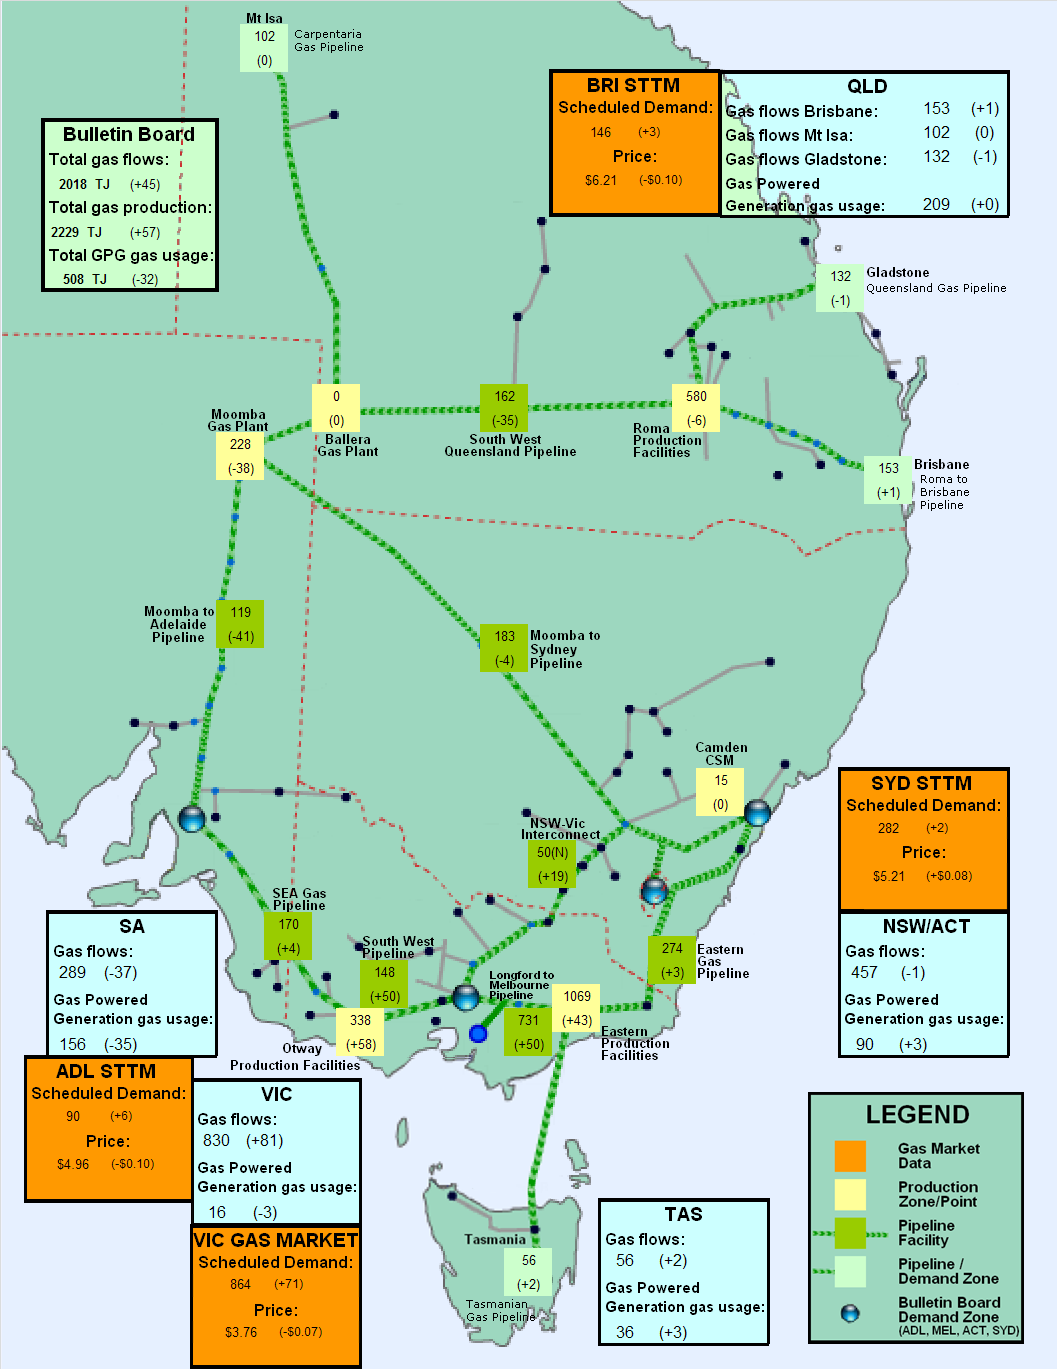 Mt Isa
102
(0)
Carpentaria
Gas Pipeline
Bulletin Board
Total gas flows:
2018 TJ (+45)
Total gas production:
2229 TJ (+57)
Total GPG gas usage:
508 TJ (-32)
BRI STTM
Scheduled Demand:
146 (+3)
Price:
$6.21 (-$0.10)
QLD
Gas flows Brisbane: 153 (+1)
Gas flows Mt Isa: 102 (0)
Gas flows Gladstone: 132 (-1)
Gas Powered
Generation gas usage: 209 (+0)
132
(-1)
Gladstone
Queensland Gas Pipeline
0
(0)
Ballera
Gas Plant
162
(-35)
South West
Queensland Pipeline
580
(-6)
Roma
Production
Facilities
Moomba
Gas Plant
228
(-38)
153
(+1)
Brisbane
Roma to
Brisbane
Pipeline
Moomba to
Adelaide
Pipeline
119
(-41)
183
(-4)
Moomba to
Sydney
Pipeline
Camden
CSM
15
(0)
NSW-Vic
Interconnect
50(N)
(+19)
SYD STTM
Scheduled Demand:
282 (+2)
Price:
$5.21 (+$0.08)
NSW/ACT
Gas flows:
457 (-1)
Gas Powered
Generation gas usage:
90 (+3)
SEA Gas
Pipeline
170
(+4)
South West
Pipeline
148
(+50)
274
(+3)
Eastern
Gas
Pipeline
Longford to
Melbourne
Pipeline
731
(+50)
1069
(+43)
Eastern
Production
Facilities
338
(+58)
Otway
Production Facilities
SA
Gas flows:
289 (-37)
Gas Powered
Generation gas usage:
156 (-35)
ADL STTM
Scheduled Demand:
90 (+6)
Price:
$4.96 (-$0.10)
VIC
Gas flows:
830 (+81)
Gas Powered
Generation gas usage:
16 (-3)
VIC GAS MARKET
Scheduled Demand:
864 (+71)
Price:
$3.76 (-$0.07)
Tasmania
56
(+2)
Tasmanian
Gas Pipeline
TAS
Gas flows:
56 (+2)
Gas Powered
Generation gas usage:
36 (+3)
LEGEND
Gas Market
Data
Production
Zone/Point
Pipeline
Facility
Pipeline /
Demand Zone
Bulletin Board
Demand Zone
(ADL, MEL, ACT, SYD)